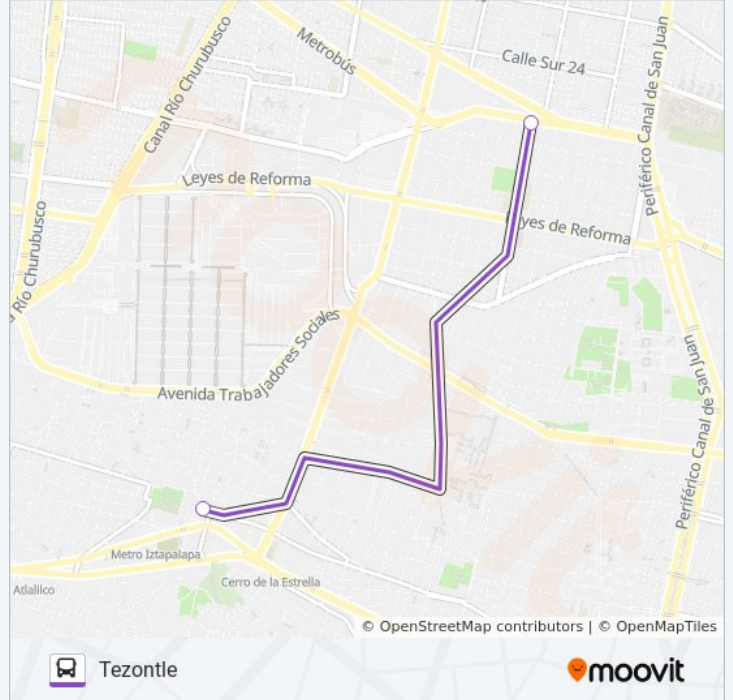 Metrobús
Calle Sur 24
Canal Río Churubusco
Periférico Canal de San Juan
Leyes de Reforma
yes de Reforma
Río Churubusco
Avenida Trabajadores Sociales
Periférico Canal de San Juan
Metro Iztapalapa
Cerro de la Estrella
Atlalilco
© OpenStreetMap contributors | © OpenMapTiles
Tezontle
moovit